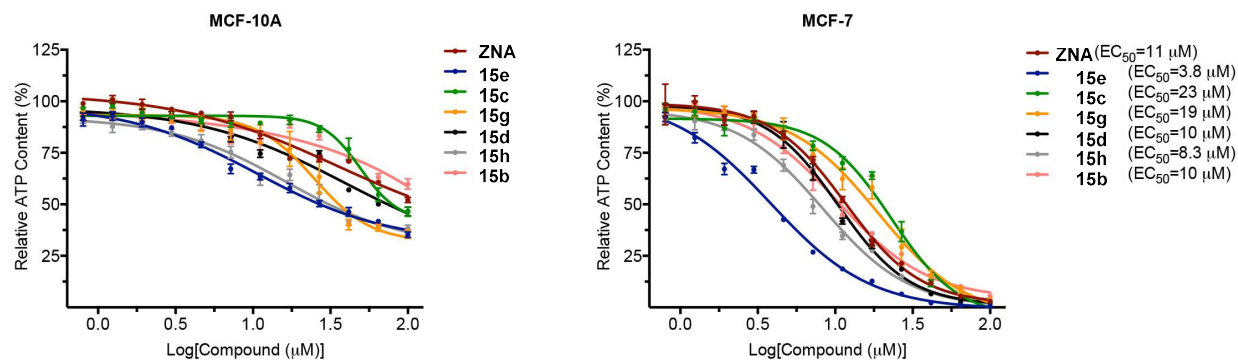 MCF-10A
125
100
75
50
25
0.0 0.5 1.0 1.5 2.0
Relative ATP Content (%)
Log[Compound (μM)]
ZNA
15e
15c
15g
15d
15h
15b
MCF-7
125
100
75
50
25
0.0 0.5 1.0 1.5 2.0
Relative ATP Content (%)
Log[Compound (μM)]
ZNA (EC50=11 μM)
15e (EC50=3.8 μM)
15c (EC50=23 μM)
15g (EC50=19 μM)
15d (EC50=10 μM)
15h (EC50=8.3 μM)
15b (EC50=10 μM)